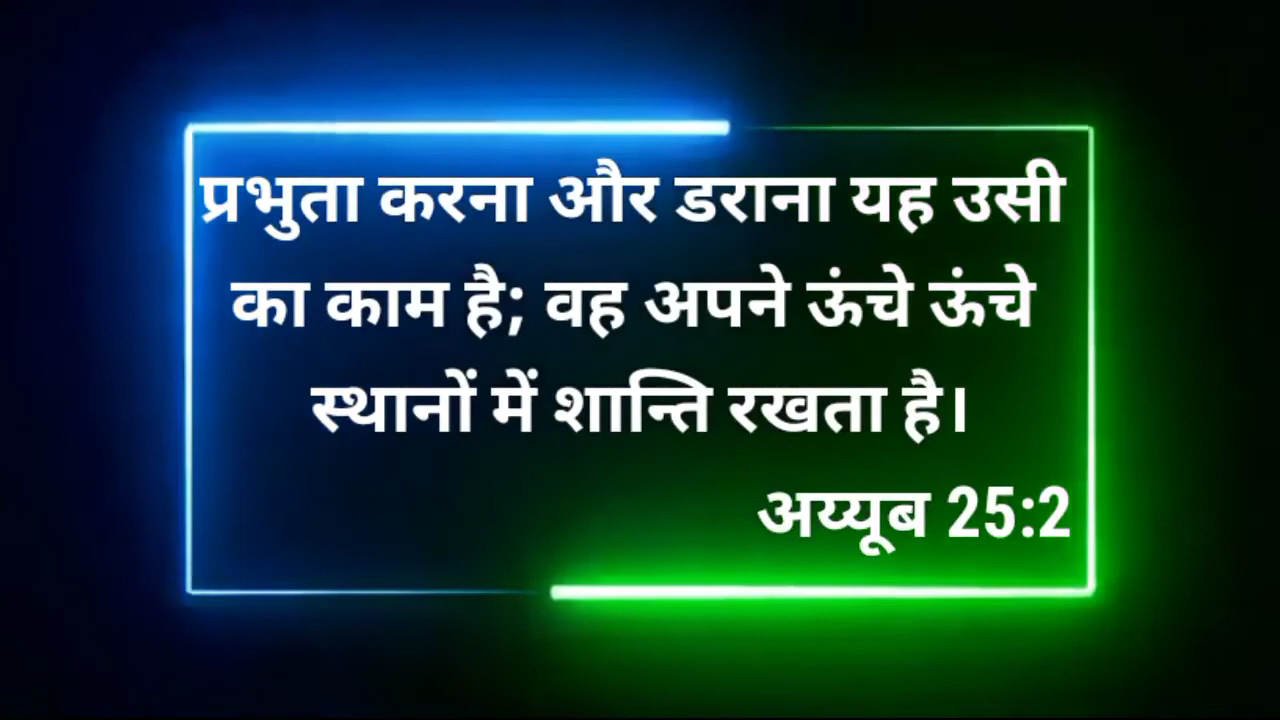 प्रभुता करना और डराना यह उसी
का काम है; वह अपने ऊंचे ऊंचे
स्थानों में शान्ति रखता है।
अय्यूब 25:2